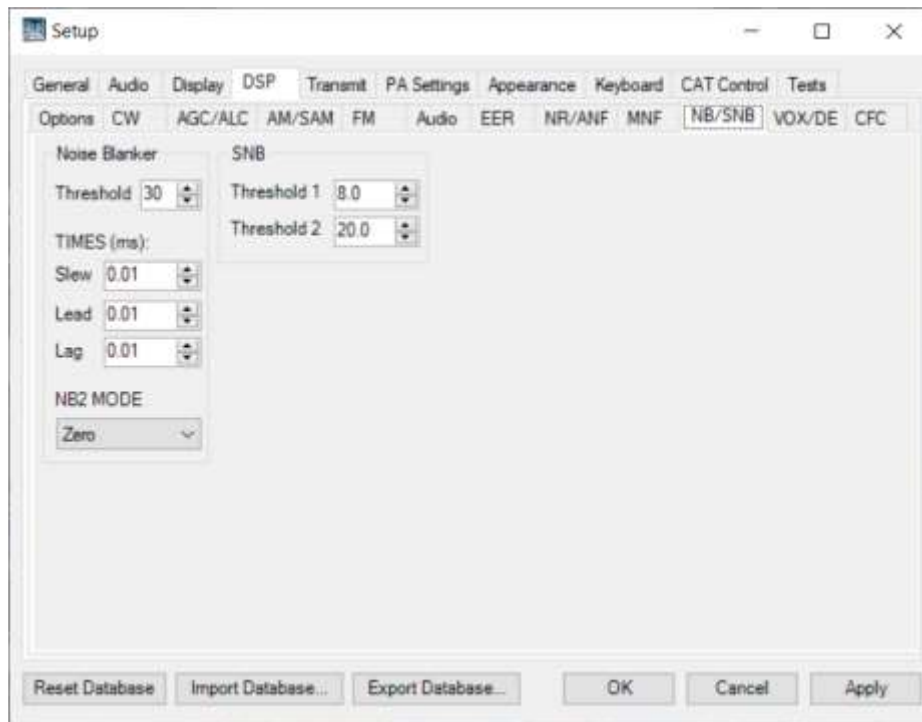 Setup
General Audio Display DSP Transmit PA Settings Appearance Keyboard CAT Control Tests
Options CW AGC/ALC AM/SAM FM Audio EER NR/ANF MNF NB/SNB VOX/DE CFC
Noise Blanker SNB
Threshold 30 Threshold 1 8.0
Threshold 2 20.0
TIMES (ms):
Slew 0.01
Lead 0.01
Lag 0.01
NB2 MODE
Zero
Reset Database Import Database... Export Database... OK Cancel Apply